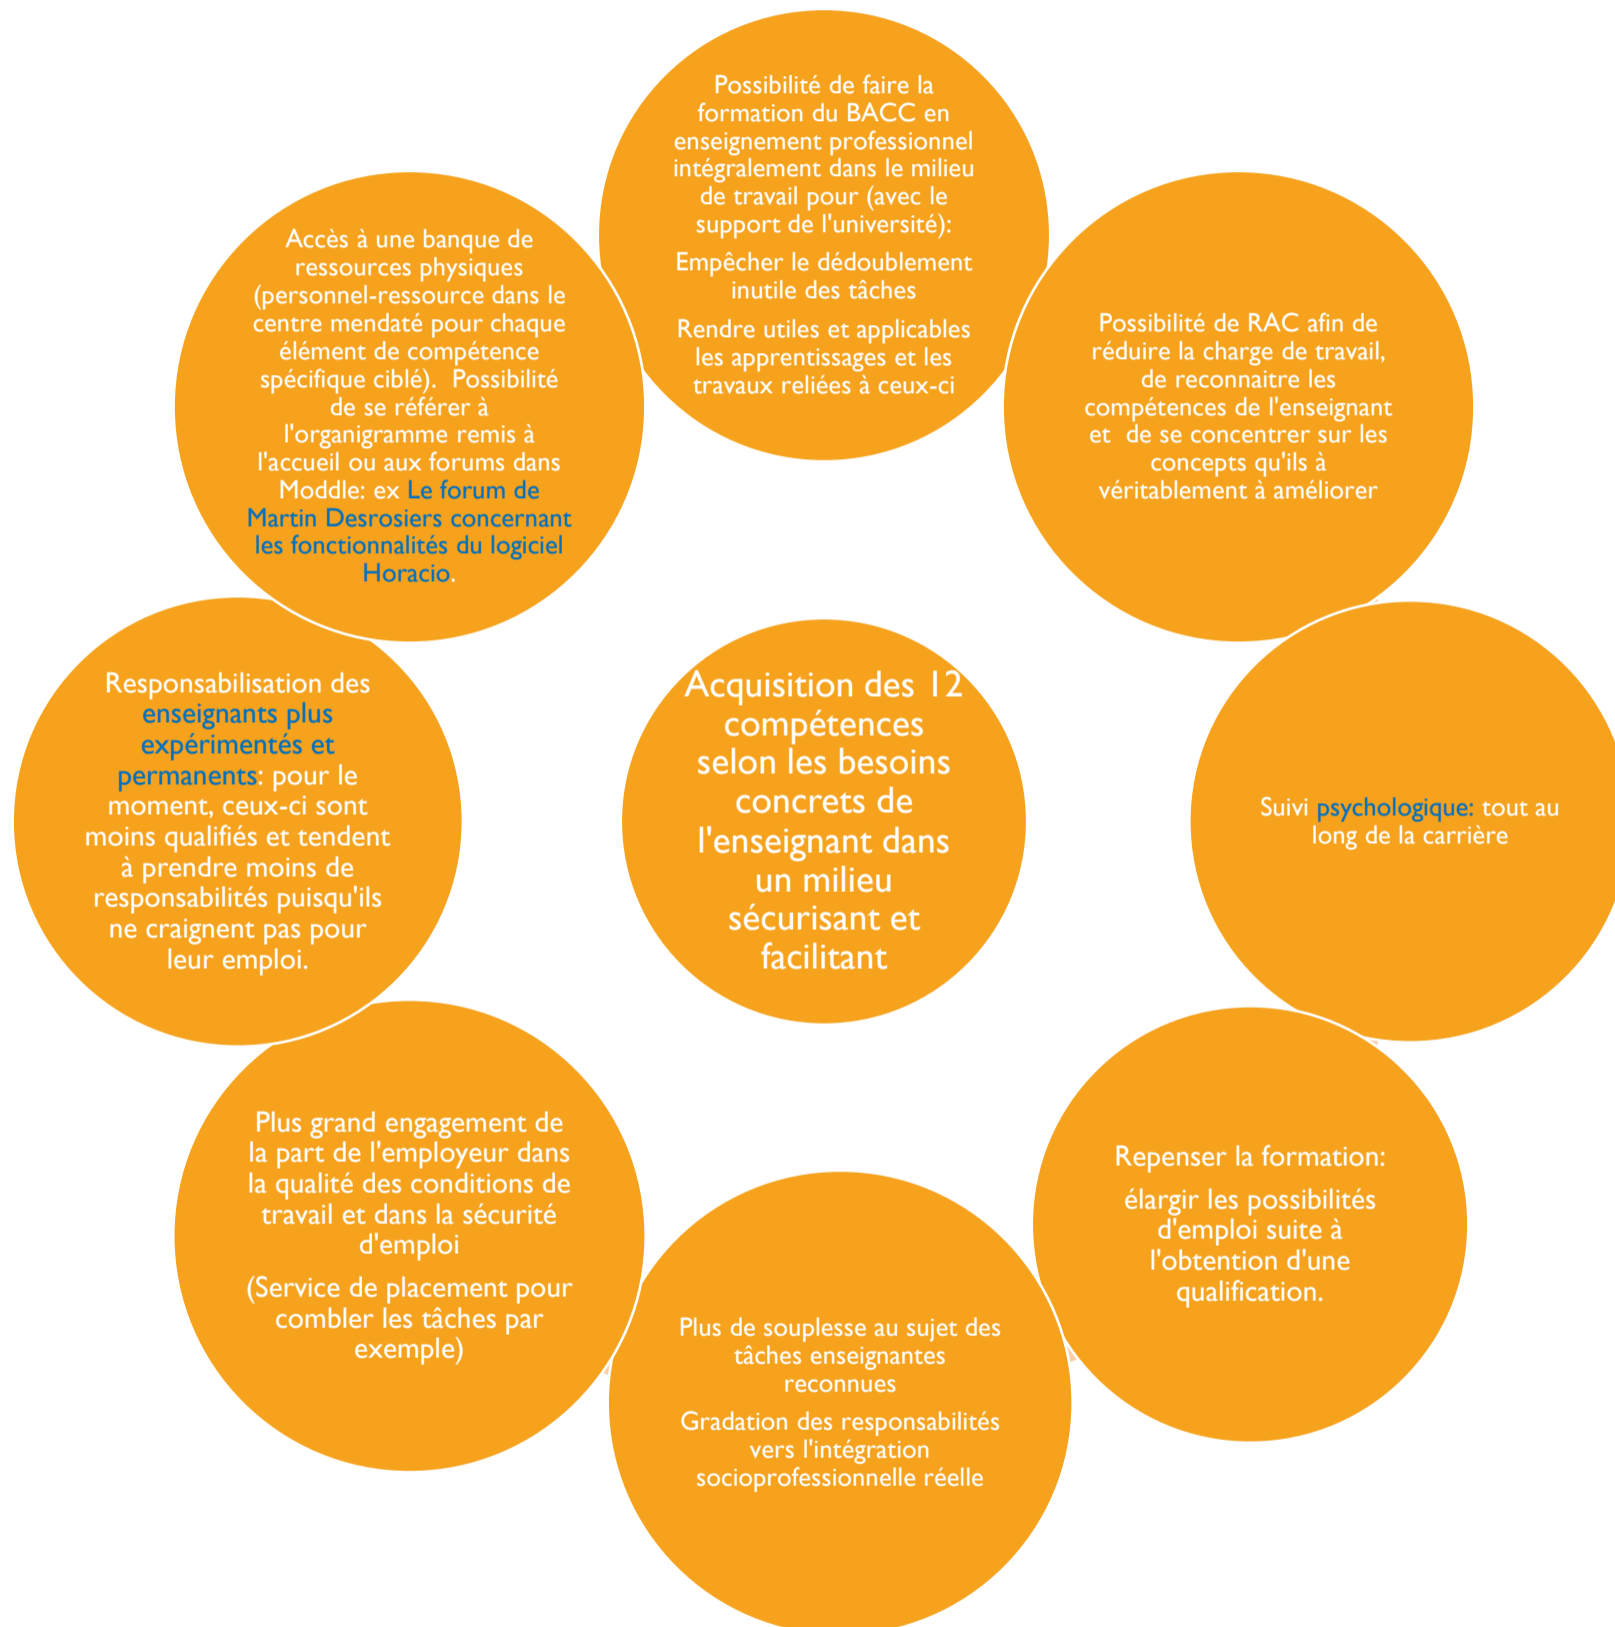 Possibilité de faire la
formation du BACC en
enseignement professionnel
intégralement dans le milieu
de travail pour (avec le
support de l'université):
Empêcher le dédoublement
inutile des tâches
Rendre utiles et applicables
les apprentissages et les
travaux reliées à ceux-ci
Possibilité de RAC afin de
réduire la charge de travail,
de reconnaitre les
compétences de l'enseignant
et  de se concentrer sur les
concepts qu'ils à
véritablement à améliorer
Suivi psychologique: tout au
long de la carrière
Repenser la formation:
élargir les possibilités
d'emploi suite à
l'obtention d'une
qualification.
Plus de souplesse au sujet des
tâches enseignantes
reconnues
Gradation des responsabilités
vers l'intégration
socioprofessionnelle réelle
Plus grand engagement de
la part de l'employeur dans
la qualité des conditions de
travail et dans la sécurité
d'emploi
(Service de placement pour
combler les tâches par
exemple)
Responsabilisation des
enseignants plus
expérimentés et
permanents: pour le
moment, ceux-ci sont
moins qualifiés et tendent
à prendre moins de
responsabilités puisqu'ils
ne craignent pas pour
leur emploi.
Accès à une banque de
ressources physiques
(personnel-ressource dans le
centre mendaté pour chaque
élément de compétence
spécifique ciblé).  Possibilité
de se référer à
l'organigramme remis à
l'accueil ou aux forums dans
Moddle: ex Le forum de
Martin Desrosiers concernant
les fonctionnalités du logiciel
Horacio.
Acquisition des 12
compétences
selon les besoins
concrets de
l'enseignant dans
un milieu
sécurisant et
facilitant